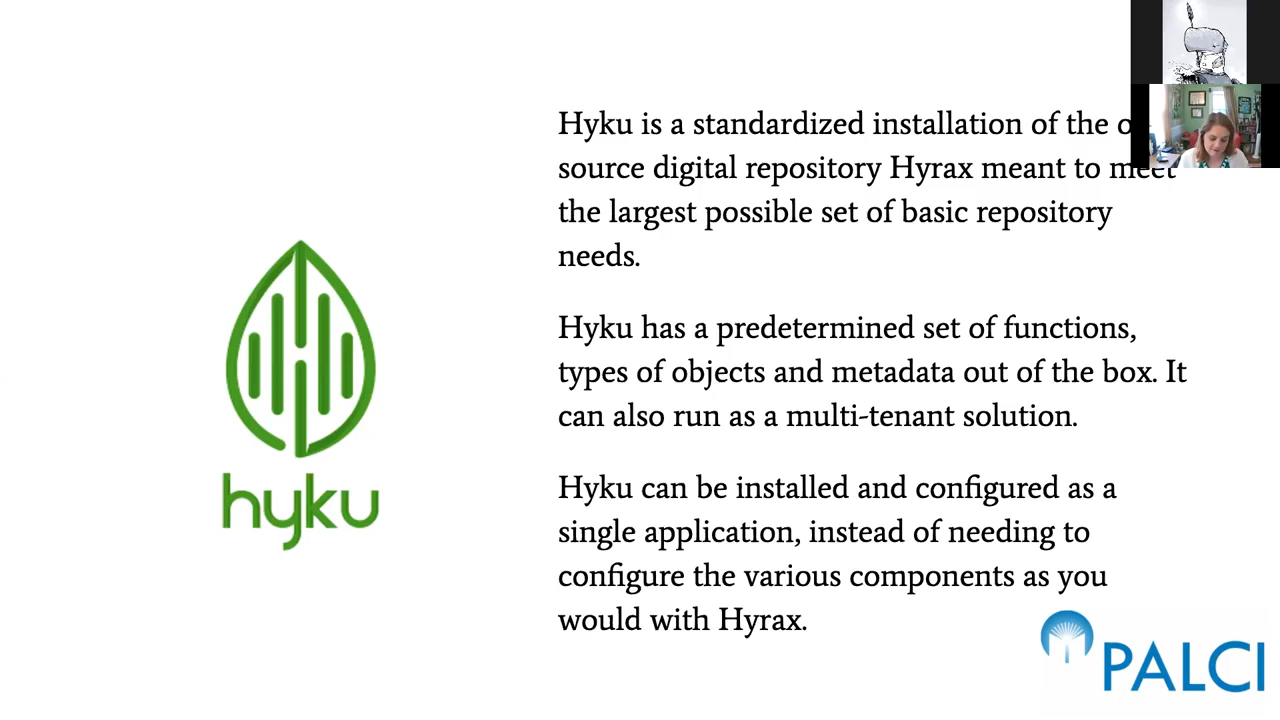 Hyku is a standardized installation of the
source digital repository Hyrax meant to meet
the largest possible set of basic repository
needs.
Hyku has a predetermined set of functions,
types of objects and metadata out of the box. It
can also run as a multi-tenant solution.
Hyku can be installed and configured as a
single application, instead of needing to
configure the various components as you
would with Hyrax.
hyku
PALCI